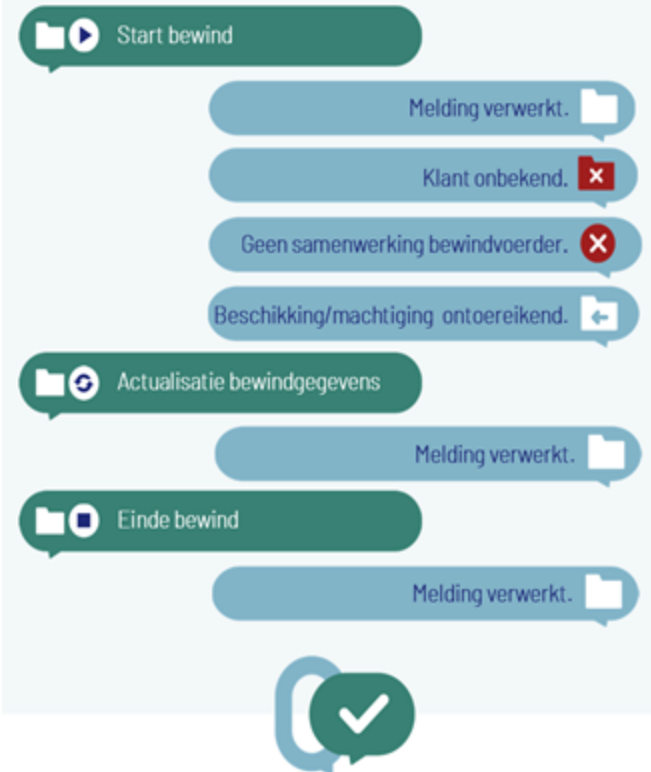 Start bewind
Melding verwerkt.
Klant onbekend.
Geen samenwerking bewindvoerder.
Beschikking/machtiging ontoereikend.
Actualisatie bewindgegevens
Melding verwerkt.
Einde bewind
Melding verwerkt.